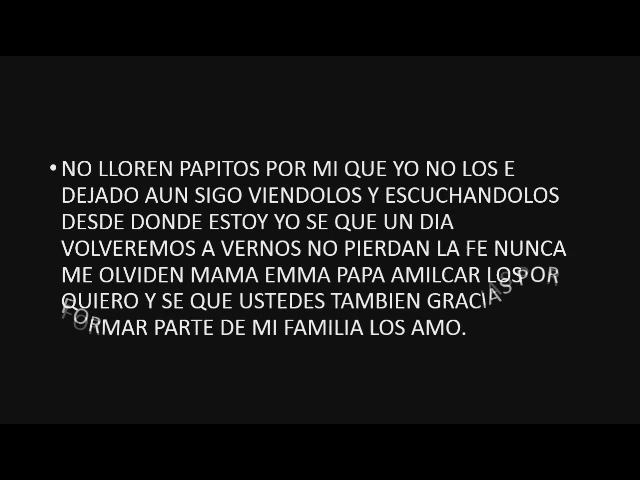 • NO LLOREN PAPITOS POR MI QUE YO NO LOS E
DEJADO AUN SIGO VIENDOLOS Y ESCUCHANDOLOS
DESDE DONDE ESTOY YO SE QUE UN DIA
VOLVEREMOS A VERNOS NO PIERDAN LA FE NUNCA
ME OLVIDEN MAMA EMMA PAPA AMILCAR LOS
QUIERO Y SE QUE USTEDES TAMBIEN GRACIAS POR
FORMAR PARTE DE MI FAMILIA LOS AMO.